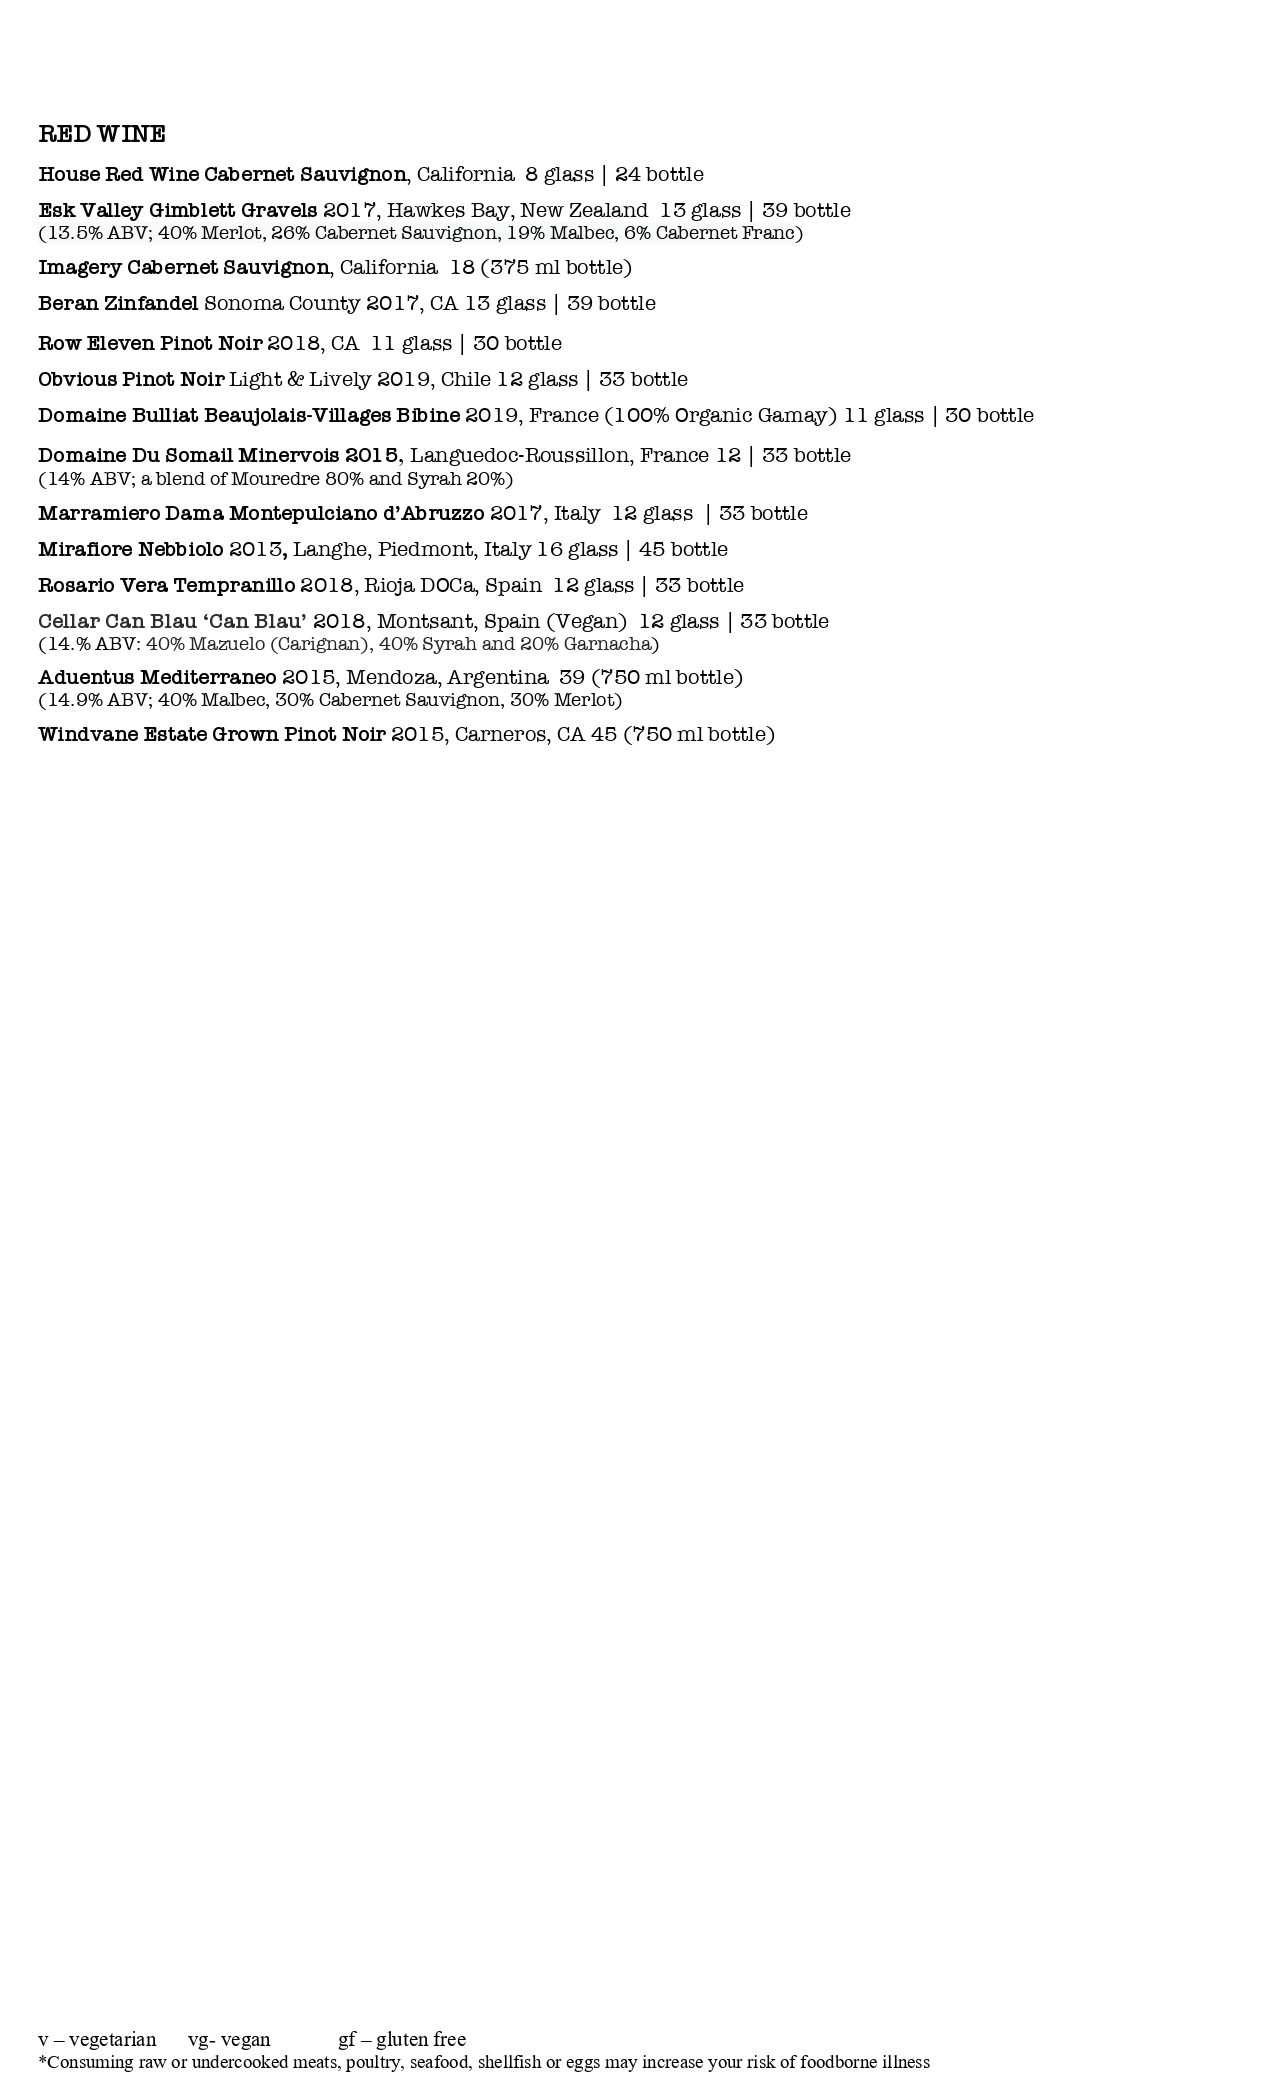 RED WINE
House Red Wine Cabernet Sauvignon, California  8 glass | 24 bottle
Esk Valley Gimblett Gravels 2017, Hawkes Bay, New Zealand  13 glass | 39 bottle
(13.5% ABV; 40% Merlot, 26% Cabernet Sauvignon, 19% Malbec, 6% Cabernet Franc)
Imagery Cabernet Sauvignon, California  18 (375 ml bottle)
Beran Zinfandel Sonoma County 2017, CA 13 glass | 39 bottle
Row Eleven Pinot Noir 2018, CA  11 glass | 30 bottle
Obvious Pinot Noir Light & Lively 2019, Chile 12 glass | 33 bottle
Domaine Bulliat Beaujolais-Villages Bibine 2019, France (100% Organic Gamay) 11 glass | 30 bottle
Domaine Du Somail Minervois 2015, Languedoc-Roussillon, France 12 | 33 bottle
(14% ABV; a blend of Mouredre 80% and Syrah 20%)
Marramiero Dama Montepulciano d’Abruzzo 2017, Italy  12 glass  | 33 bottle
Mirafiore Nebbiolo 2013, Langhe, Piedmont, Italy 16 glass | 45 bottle
Rosario Vera Tempranillo 2018, Rioja DOCa, Spain  12 glass | 33 bottle
Cellar Can Blau ‘Can Blau’ 2018, Montsant, Spain (Vegan)  12 glass | 33 bottle
(14.% ABV: 40% Mazuelo (Carignan), 40% Syrah and 20% Garnacha)
Aduentus Mediterraneo 2015, Mendoza, Argentina  39 (750 ml bottle)
(14.9% ABV; 40% Malbec, 30% Cabernet Sauvignon, 30% Merlot)
Windvane Estate Grown Pinot Noir 2015, Carneros, CA 45 (750 ml bottle)
v – vegetarian vg- vegan gf – gluten free
*Consuming raw or undercooked meats, poultry, seafood, shellfish or eggs may increase your risk of foodborne illness